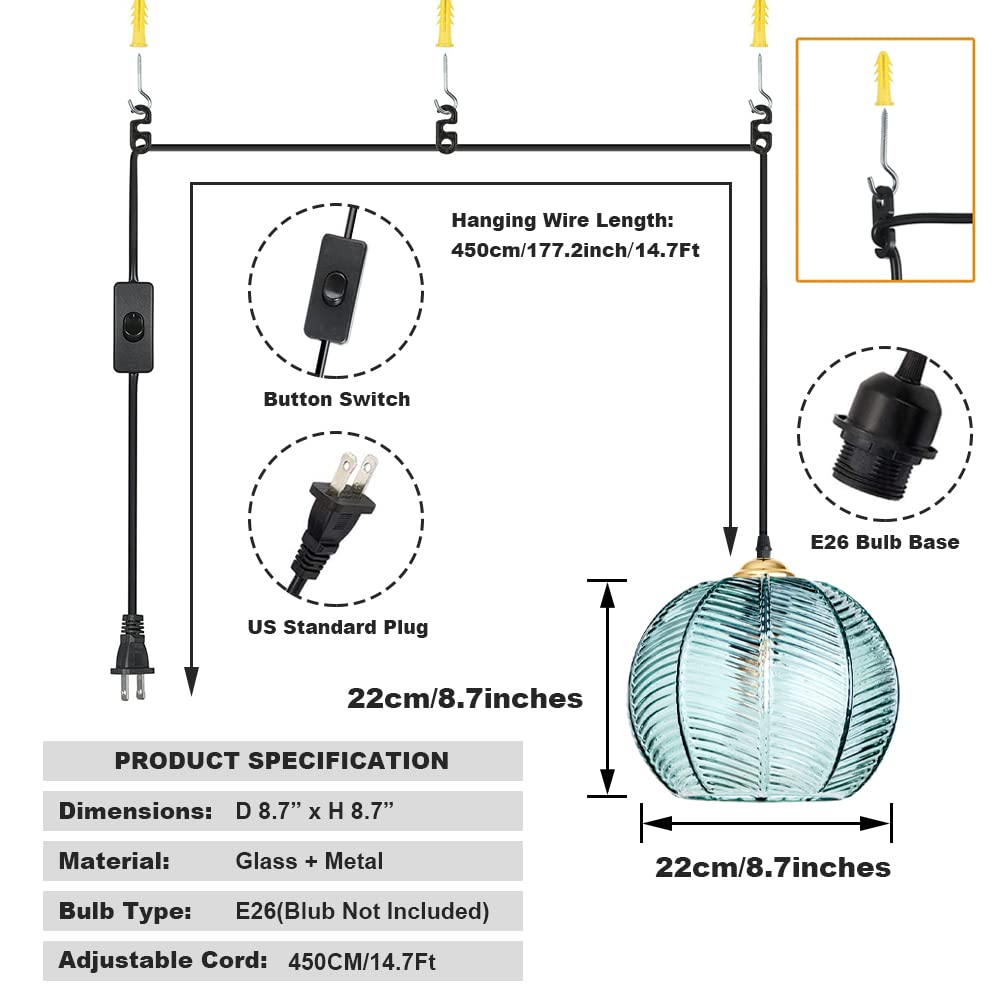 Hanging Wire Length:
450cm/177.2inch/14.7Ft
Button Switch
E26 Bulb Base
US Standard Plug
22cm/8.7inches
22cm/8.7inches
PRODUCT SPECIFICATION
Dimensions: D 8.7” x H 8.7”
Material: Glass + Metal
Bulb Type: E26(Blub Not Included)
Adjustable Cord: 450CM/14.7Ft